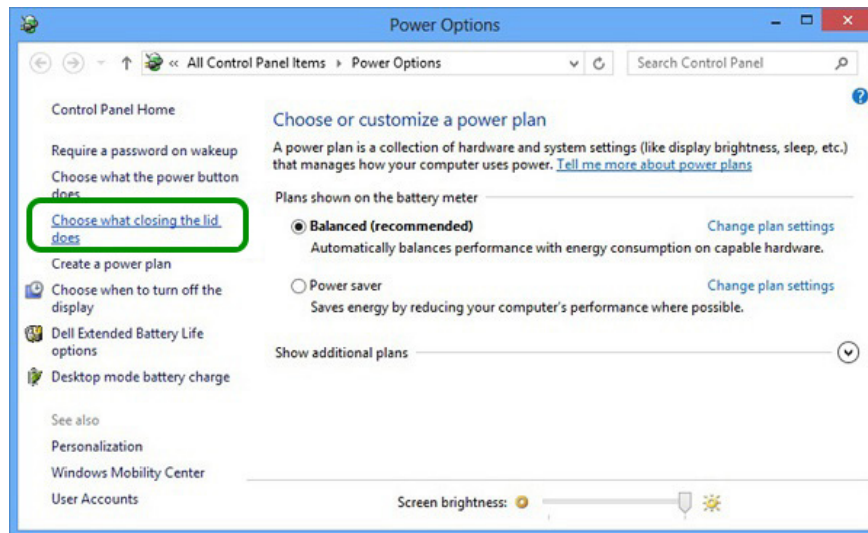 Power Options
« All Control Panel Items Power Options
Search Control Panel
Control Panel Home
Require a password on wakeup
Choose what the power button
does
Choose what closing the lid
does
Create a power plan
Choose when to turn off the
display
Dell Extended Battery Life
options
Desktop mode battery charge
See also
Personalization
Windows Mobility Center
User Accounts
Choose or customize a power plan
A power plan is a collection of hardware and system settings (like display brightness, sleep, etc.)
that manages how your computer uses power. Tell me more about power plans
Plans shown on the battery meter
Balanced (recommended) Change plan settings
Automatically balances performance with energy consumption on capable hardware.
Power saver Change plan settings
Saves energy by reducing your computer's performance where possible.
Show additional plans
Screen brightness: